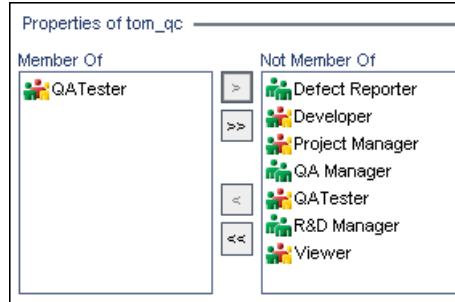 Properties of tom_qc
Member Of
QATester
>
>>
<
<<
Not Member Of
Defect Reporter
Developer
Project Manager
QA Manager
QATester
R&D Manager
Viewer